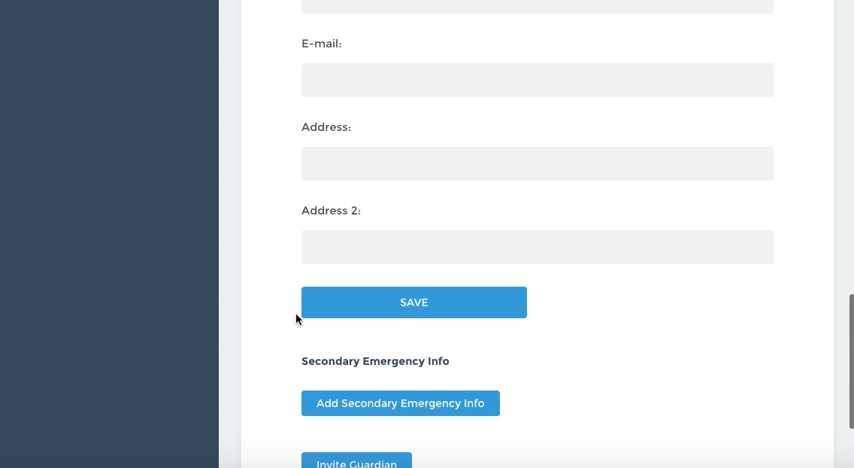 E-mail:
Address:
Address 2:
SAVE
Secondary Emergency Info
Add Secondary Emergency Info
Invite Guardian